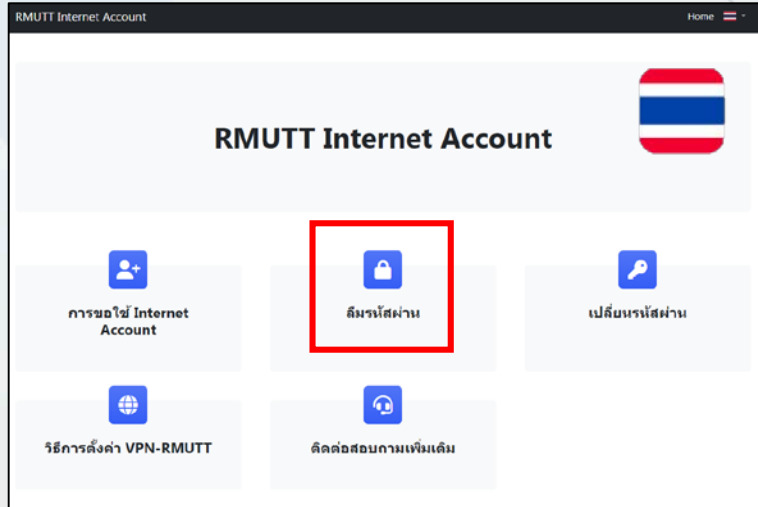 RMUTT Internet Account
Home
RMUTT Internet Account
การขอใช้ Internet
Account
ลืมรหัสผ่าน
เปลี่ยนรหัสผ่าน
วิธีการตั้งค่า VPN-RMUTT
ติดต่อสอบถามเพิ่มเติม